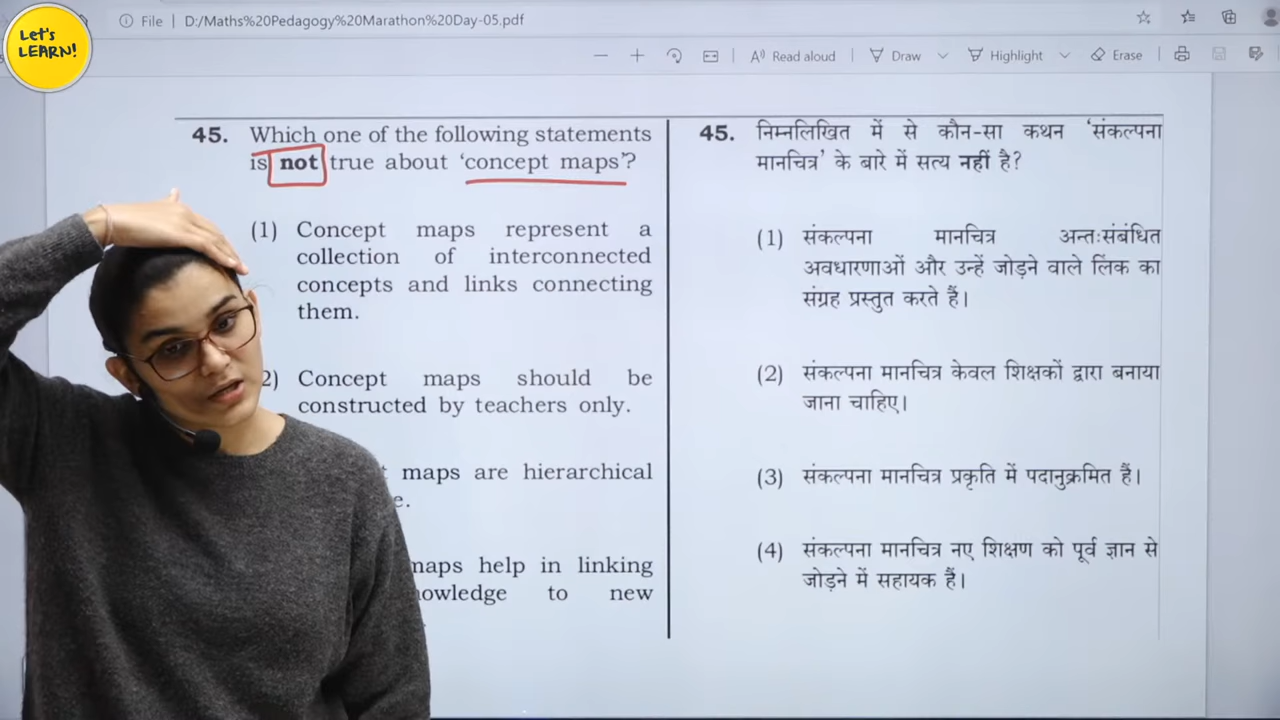 Let's
LEARN!
File | D:/Maths%20Pedagogy%20Marathon%20Day-05.pdf
Read aloud
Draw
Highlight
Erase
45. Which one of the following statements
is not true about 'concept maps'?
(1) Concept maps represent a
collection of interconnected
concepts and links connecting
them.
2) Concept maps should be
constructed by teachers only.
maps are hierarchical
e.
maps help in linking
to new
45. निम्नलिखित में से कौन-सा कथन 'संकल्पना
मानचित्र' के बारे में सत्य नहीं है?
(1) संकल्पना मानचित्र अन्तःसंबंधित
अवधारणाओं और उन्हें जोड़ने वाले लिंक का
संग्रह प्रस्तुत करते हैं।
(2) संकल्पना मानचित्र केवल शिक्षकों द्वारा बनाया
जाना चाहिए।
(3) संकल्पना मानचित्र प्रकृति में पदानुक्रमित हैं।
(4) संकल्पना मानचित्र नए शिक्षण को पूर्व ज्ञान से
जोड़ने में सहायक हैं।